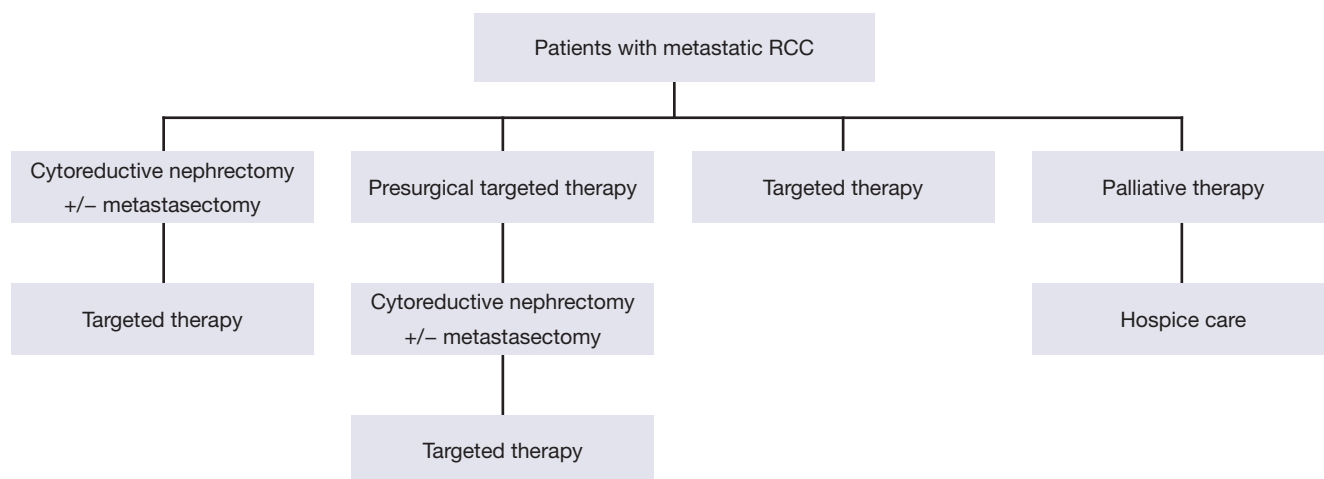 Patients with metastatic RCC
Cytoreductive nephrectomy
+/− metastasectomy
Presurgical targeted therapy
Targeted therapy
Palliative therapy
Targeted therapy
Cytoreductive nephrectomy
+/− metastasectomy
Hospice care
Targeted therapy